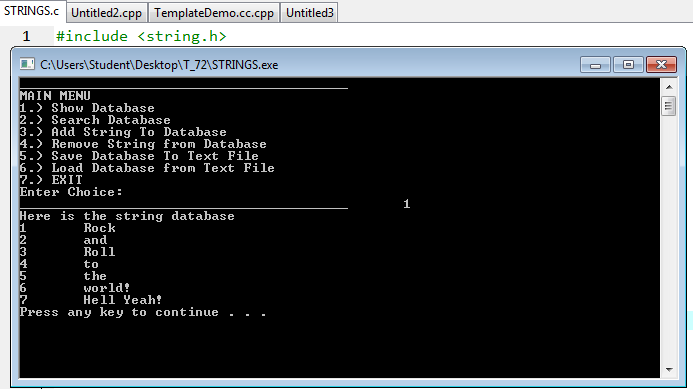 STRINGS.c Untitled2.cpp TemplateDemo.cc.cpp Untitled3
1 #include <string.h>
C:\Users\Student\Desktop\T_72\STRINGS.exe
MAIN MENU
1.) Show Database
2.) Search Database
3.) Add String To Database
4.) Remove String from Database
5.) Save Database To Text File
6.) Load Database from Text File
7.) EXIT
Enter Choice:
1
Here is the string database
1 Rock
2 and
3 Roll
4 to
5 the
6 world!
7 Hell Yeah!
Press any key to continue . . .